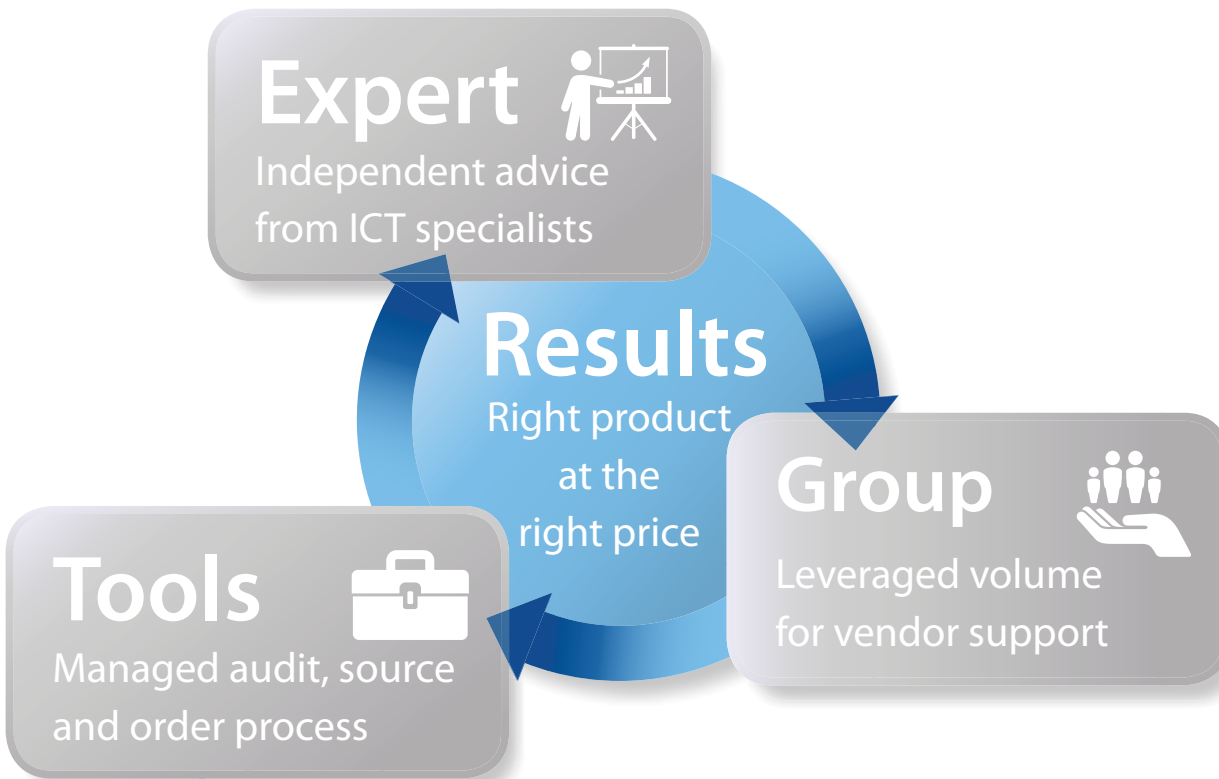 Expert
Independent advice
from ICT specialists
Results
Right product
at the
right price
Group
Leveraged volume
for vendor support
Tools
Managed audit, source
and order process